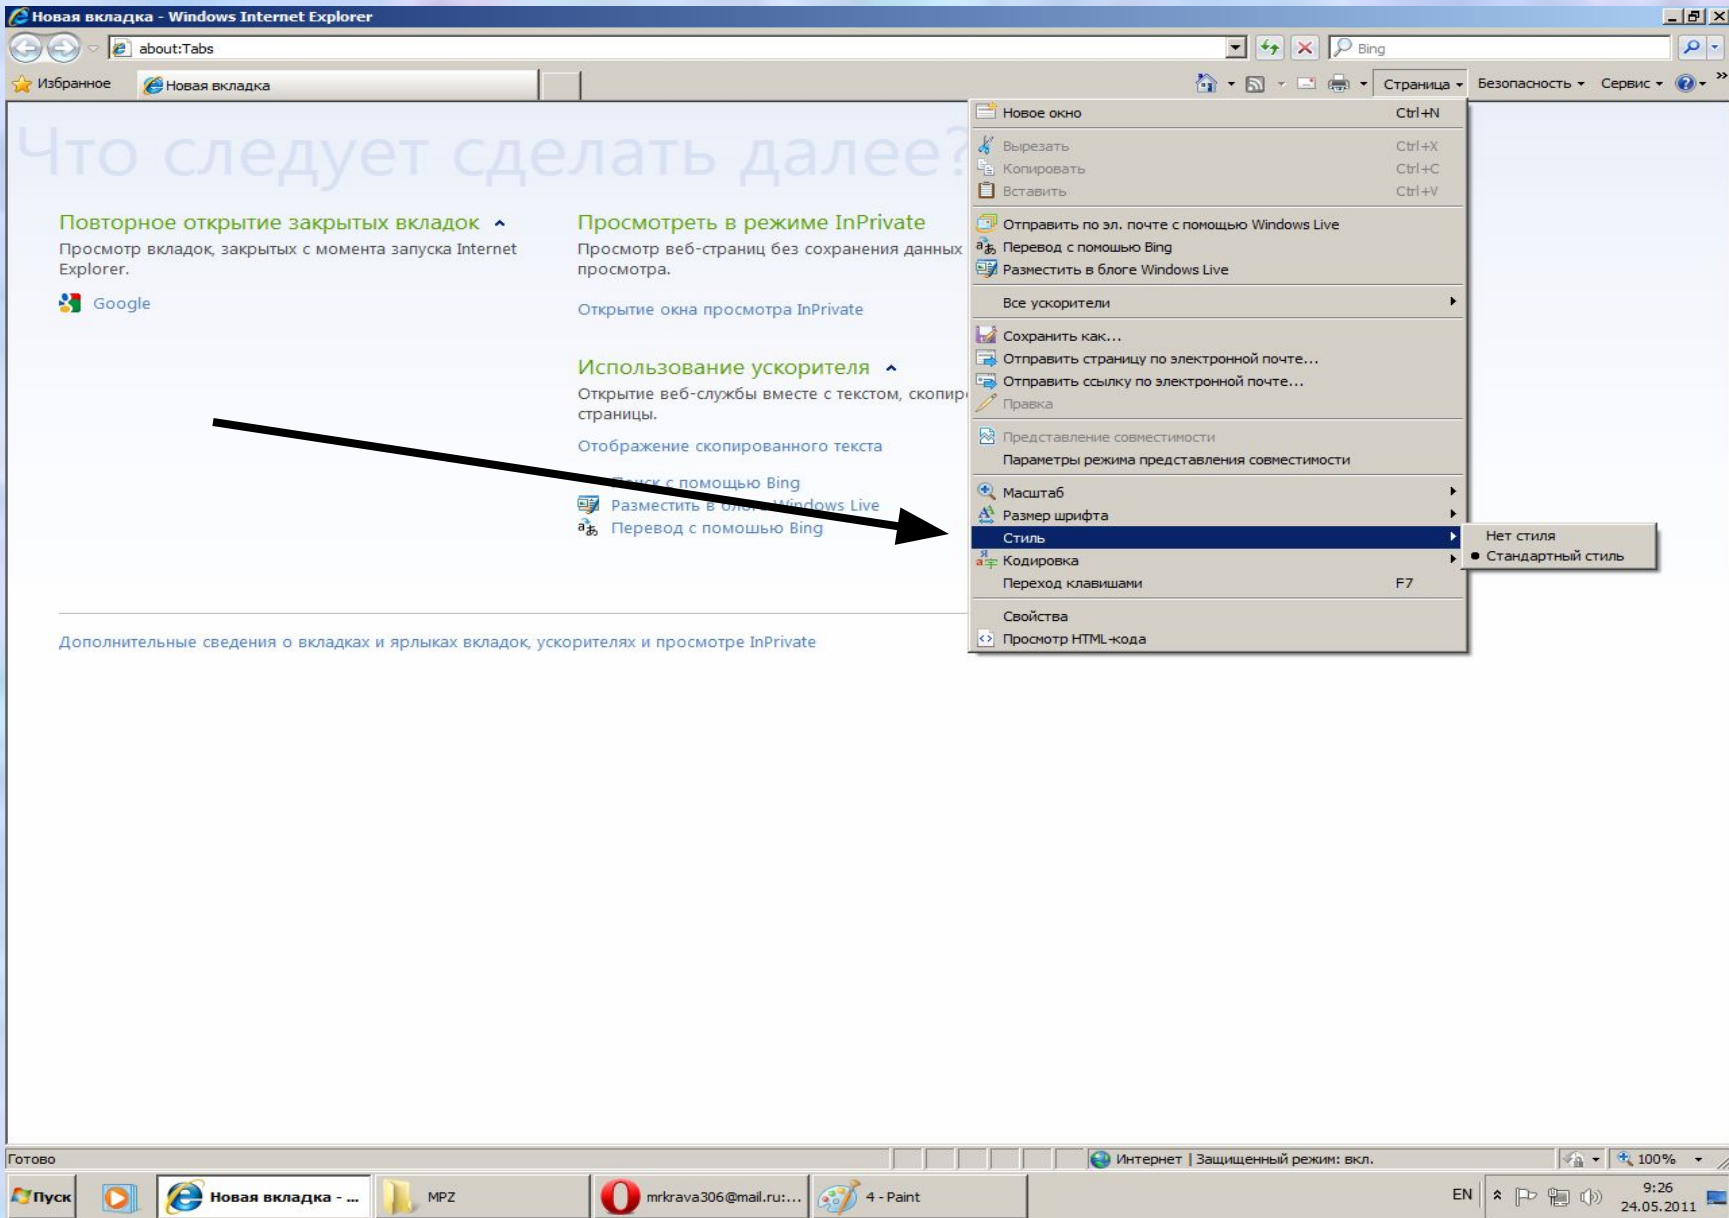 Новая вкладка - Windows Internet Explorer
about:Tabs
Bing
Избранное
Новая вкладка
Страница
Безопасность
Сервис
Что следует сделать далее?
Повторное открытие закрытых вкладок
Просмотр вкладок, закрытых с момента запуска Internet
Explorer.
Google
Просмотреть в режиме InPrivate
Просмотр веб-страниц без сохранения данных
просмотра.
Открытие окна просмотра InPrivate
Использование ускорителя
Открытие веб-службы вместе с текстом, скопир
страницы.
Отображение скопированного текста
Поиск с помощью Bing
Разместить в блоге Windows Live
Перевод с помошью Bing
Дополнительные сведения о вкладках и ярлыках вкладок, ускорителях и просмотре InPrivate
Новое окно Ctrl+N
Вырезать Ctrl+X
Копировать Ctrl+C
Вставить Ctrl+V
Отправить по эл. почте с помощью Windows Live
Перевод с помошью Bing
Разместить в блоге Windows Live
Все ускорители
Сохранить как...
Отправить страницу по электронной почте...
Отправить ссылку по электронной почте...
Правка
Представление совместимости
Параметры режима представления совместимости
Масштаб
Размер шрифта
Стиль
Кодировка
Переход клавишами F7
Свойства
Просмотр HTML-кода
Нет стиля
Стандартный стиль
Готово
Интернет | Защищенный режим: вкл.
100%
Пуск
Новая вкладка - ...
MPZ
mrkrava306@mail.ru:...
4 - Paint
EN
9:26
24.05.2011